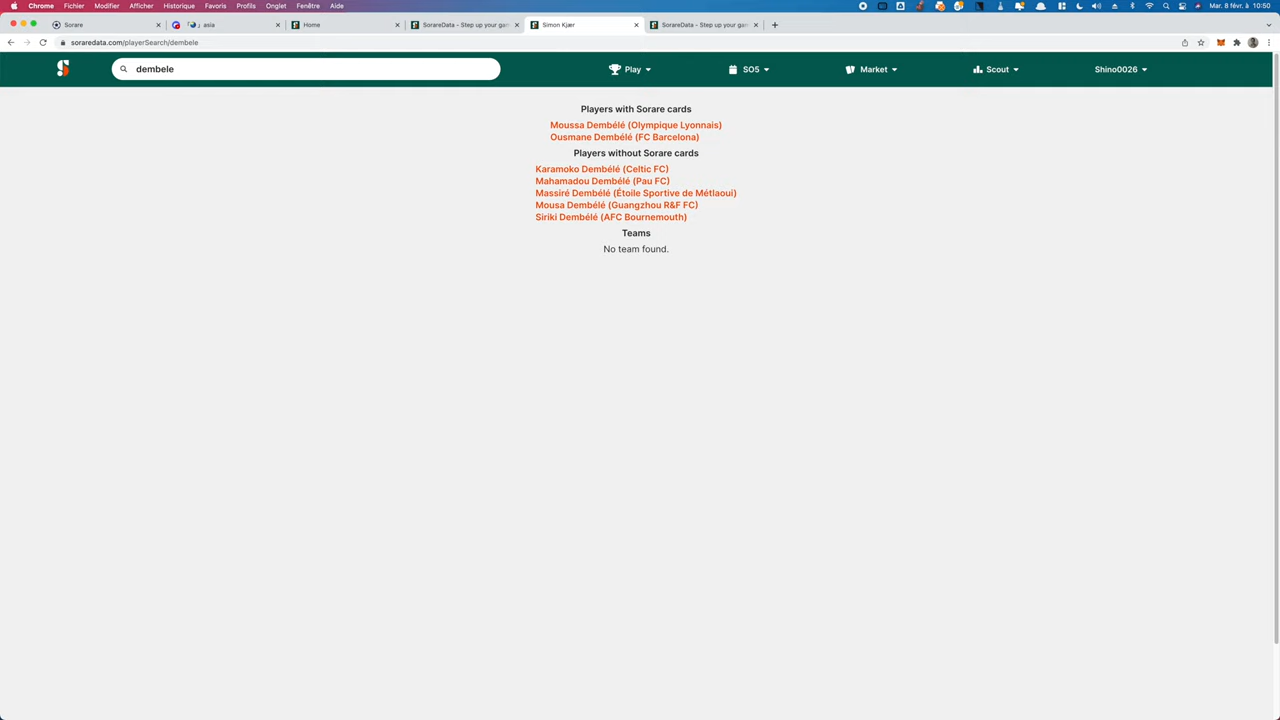 Chrome Fichier Modifier Afficher Historique Favoris Profils Onglet Fenêtre Aide Mar. 8 févr. à 10:50
Sorare asia Home SorareData - Step up your gam SorareData - Step up your gam
Simon Kjær
soraredata.com/playerSearch/dembele
dembele Play SO5 Market Scout Shino0026
Players with Sorare cards
Moussa Dembélé (Olympique Lyonnais)
Ousmane Dembélé (FC Barcelona)
Players without Sorare cards
Karamoko Dembélé (Celtic FC)
Mahamadou Dembélé (Pau FC)
Massiré Dembélé (Étoile Sportive de Métlaoui)
Mousa Dembélé (Guangzhou R&F FC)
Siriki Dembélé (AFC Bournemouth)
Teams
No team found.